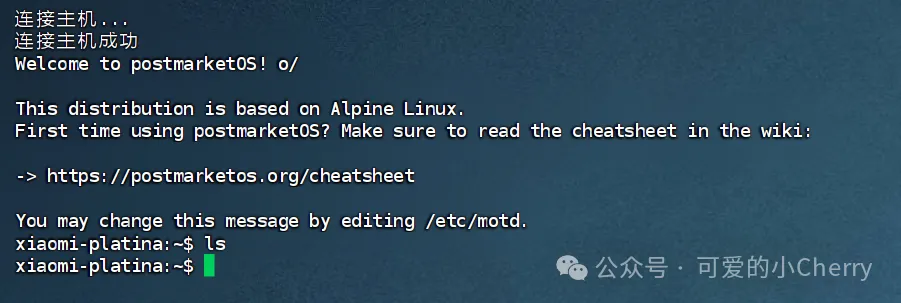 连接主机...
连接主机成功
Welcome to postmarketOS! o/
This distribution is based on Alpine Linux.
First time using postmarketOS? Make sure to read the cheatsheet in the wiki:
-> https://postmarketos.org/cheatsheet
You may change this message by editing /etc/motd.
xiaomi-platina:~$ ls
xiaomi-platina:~$
公众号 · 可爱的小Cherry